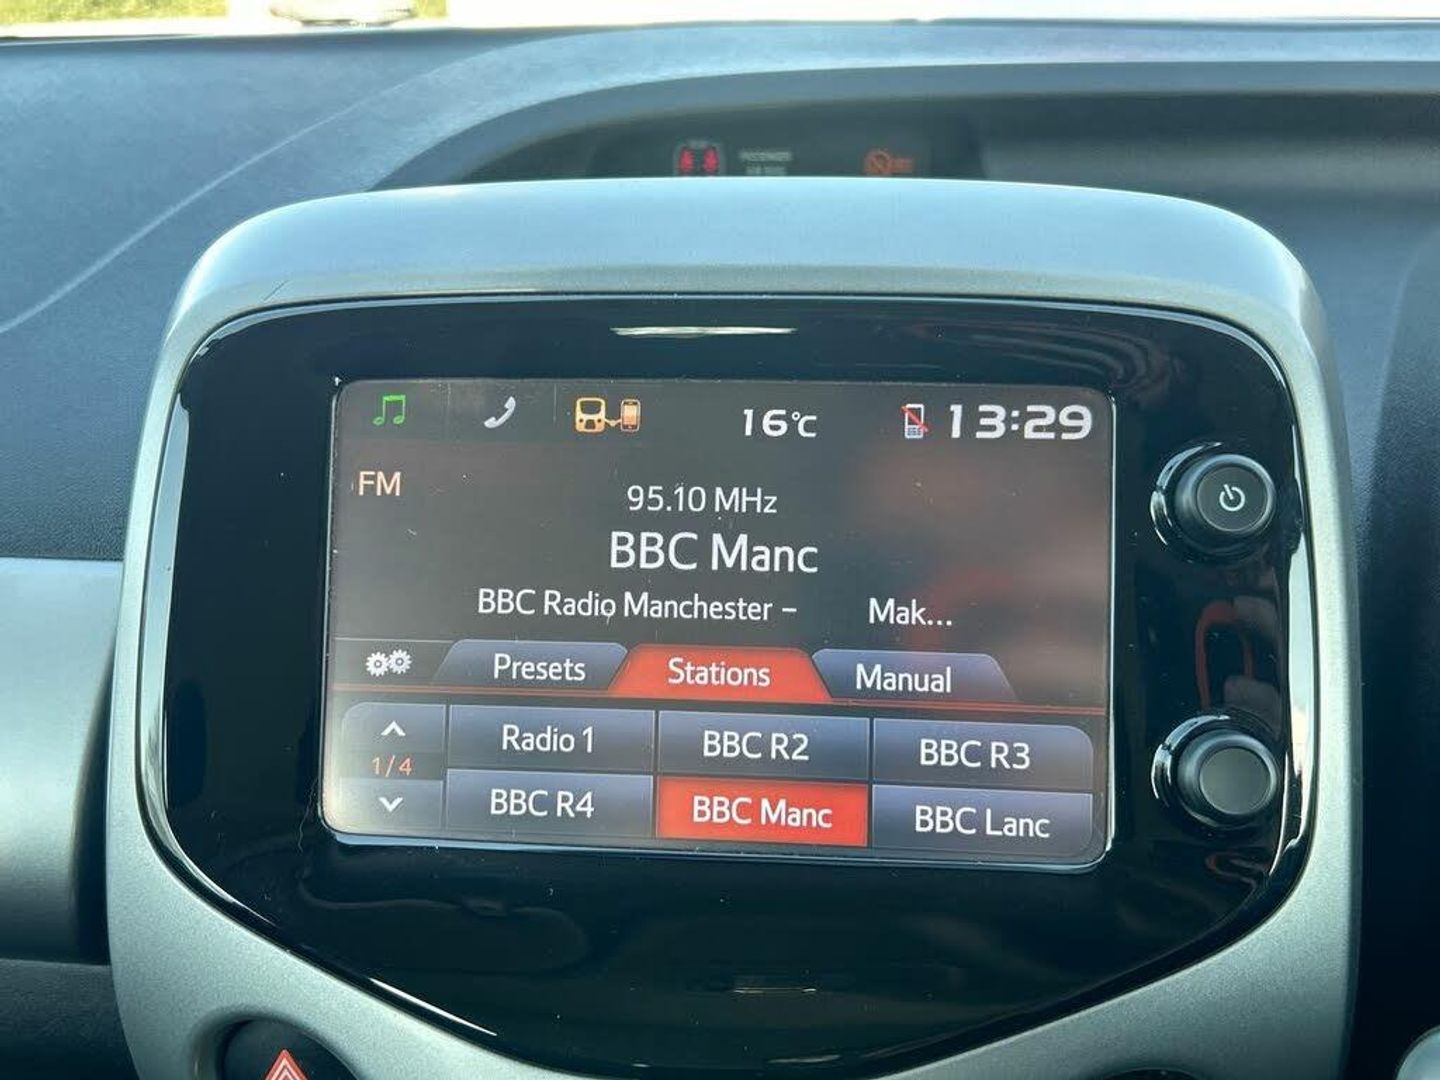 16°C 13:29
FM
95.10 MHz
BBC Manc
BBC Radio Manchester – Mak...
Presets Stations Manual
Radio 1 BBC R2 BBC R3
1/4
BBC R4 BBC Manc BBC Lanc